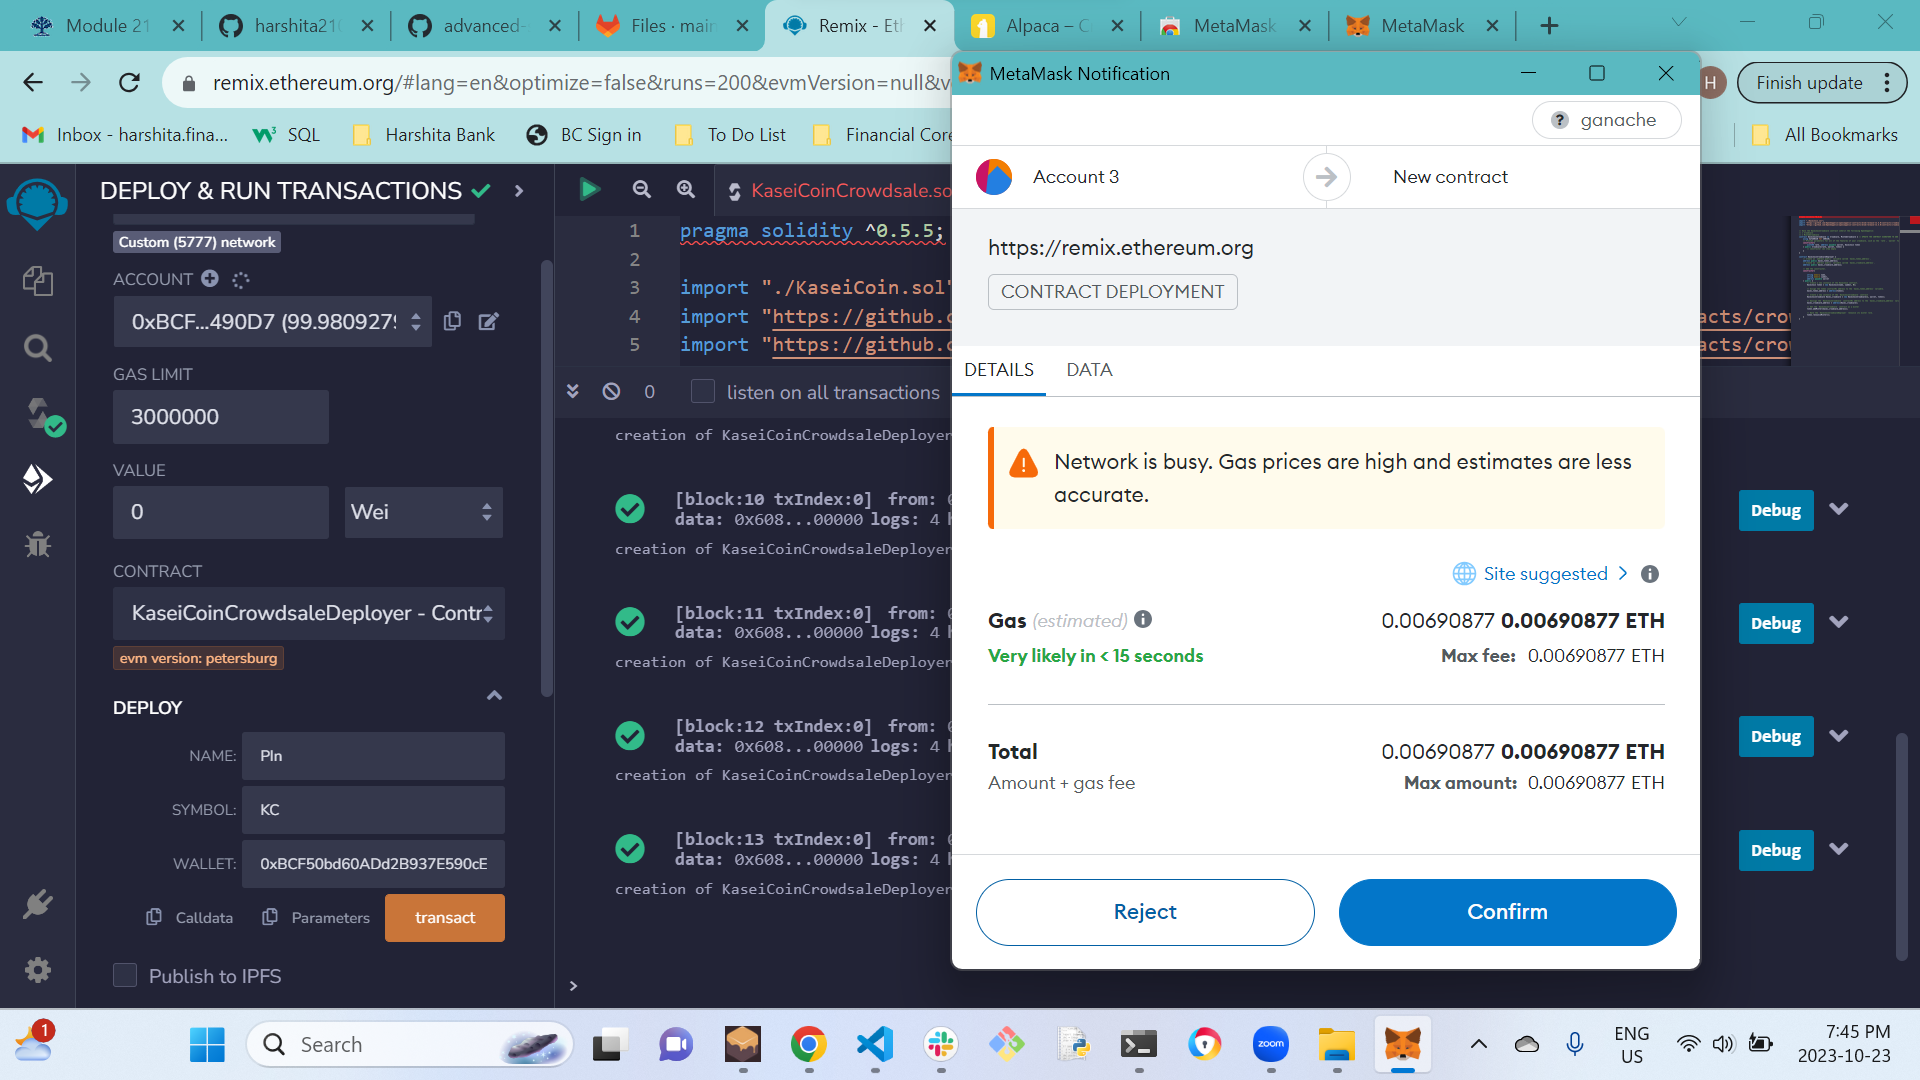 Module 21
harshita210
advanced-
Files · main
Remix - Eth
Alpaca – C
MetaMask
MetaMask
remix.ethereum.org/#lang=en&optimize=false&runs=200&evmVersion=null&v
H
Finish update
Inbox - harshita.fina...
SQL
Harshita Bank
BC Sign in
To Do List
Financial Core
All Bookmarks
DEPLOY & RUN TRANSACTIONS
Custom (5777) network
ACCOUNT
0xBCF...490D7 (99.9809279
GAS LIMIT
3000000
VALUE
0
Wei
CONTRACT
KaseiCoinCrowdsaleDeployer - Contr
evm version: petersburg
DEPLOY
NAME:
PIn
SYMBOL:
KC
WALLET:
0xBCF50bd60ADd2B937E590cE
Calldata
Parameters
transact
Publish to IPFS
KaseiCoinCrowdsale.so
1 pragma solidity ^0.5.5;
2
3 import "./KaseiCoin.sol"
4 import "https://github.c
acts/crow
5 import "https://github.c
acts/crow
0
listen on all transactions
creation of KaseiCoinCrowdsaleDeployer
[block:10 txIndex:0] from: 0
data: 0x608...00000 logs: 4 h
Debug
creation of KaseiCoinCrowdsaleDeployer
[block:11 txIndex:0] from: 0
data: 0x608...00000 logs: 4 h
Debug
creation of KaseiCoinCrowdsaleDeployer
[block:12 txIndex:0] from: 0
data: 0x608...00000 logs: 4 h
Debug
creation of KaseiCoinCrowdsaleDeployer
[block:13 txIndex:0] from: 0
data: 0x608...00000 logs: 4 h
Debug
creation of KaseiCoinCrowdsaleDeployer
>
MetaMask Notification
? ganache
Account 3
New contract
https://remix.ethereum.org
CONTRACT DEPLOYMENT
DETAILS
DATA
Network is busy. Gas prices are high and estimates are less
accurate.
Site suggested >
Gas (estimated)
0.00690877 0.00690877 ETH
Very likely in < 15 seconds
Max fee: 0.00690877 ETH
Total
0.00690877 0.00690877 ETH
Amount + gas fee
Max amount: 0.00690877 ETH
Reject
Confirm
1
Search
zoom
ENG
US
7:45 PM
2023-10-23